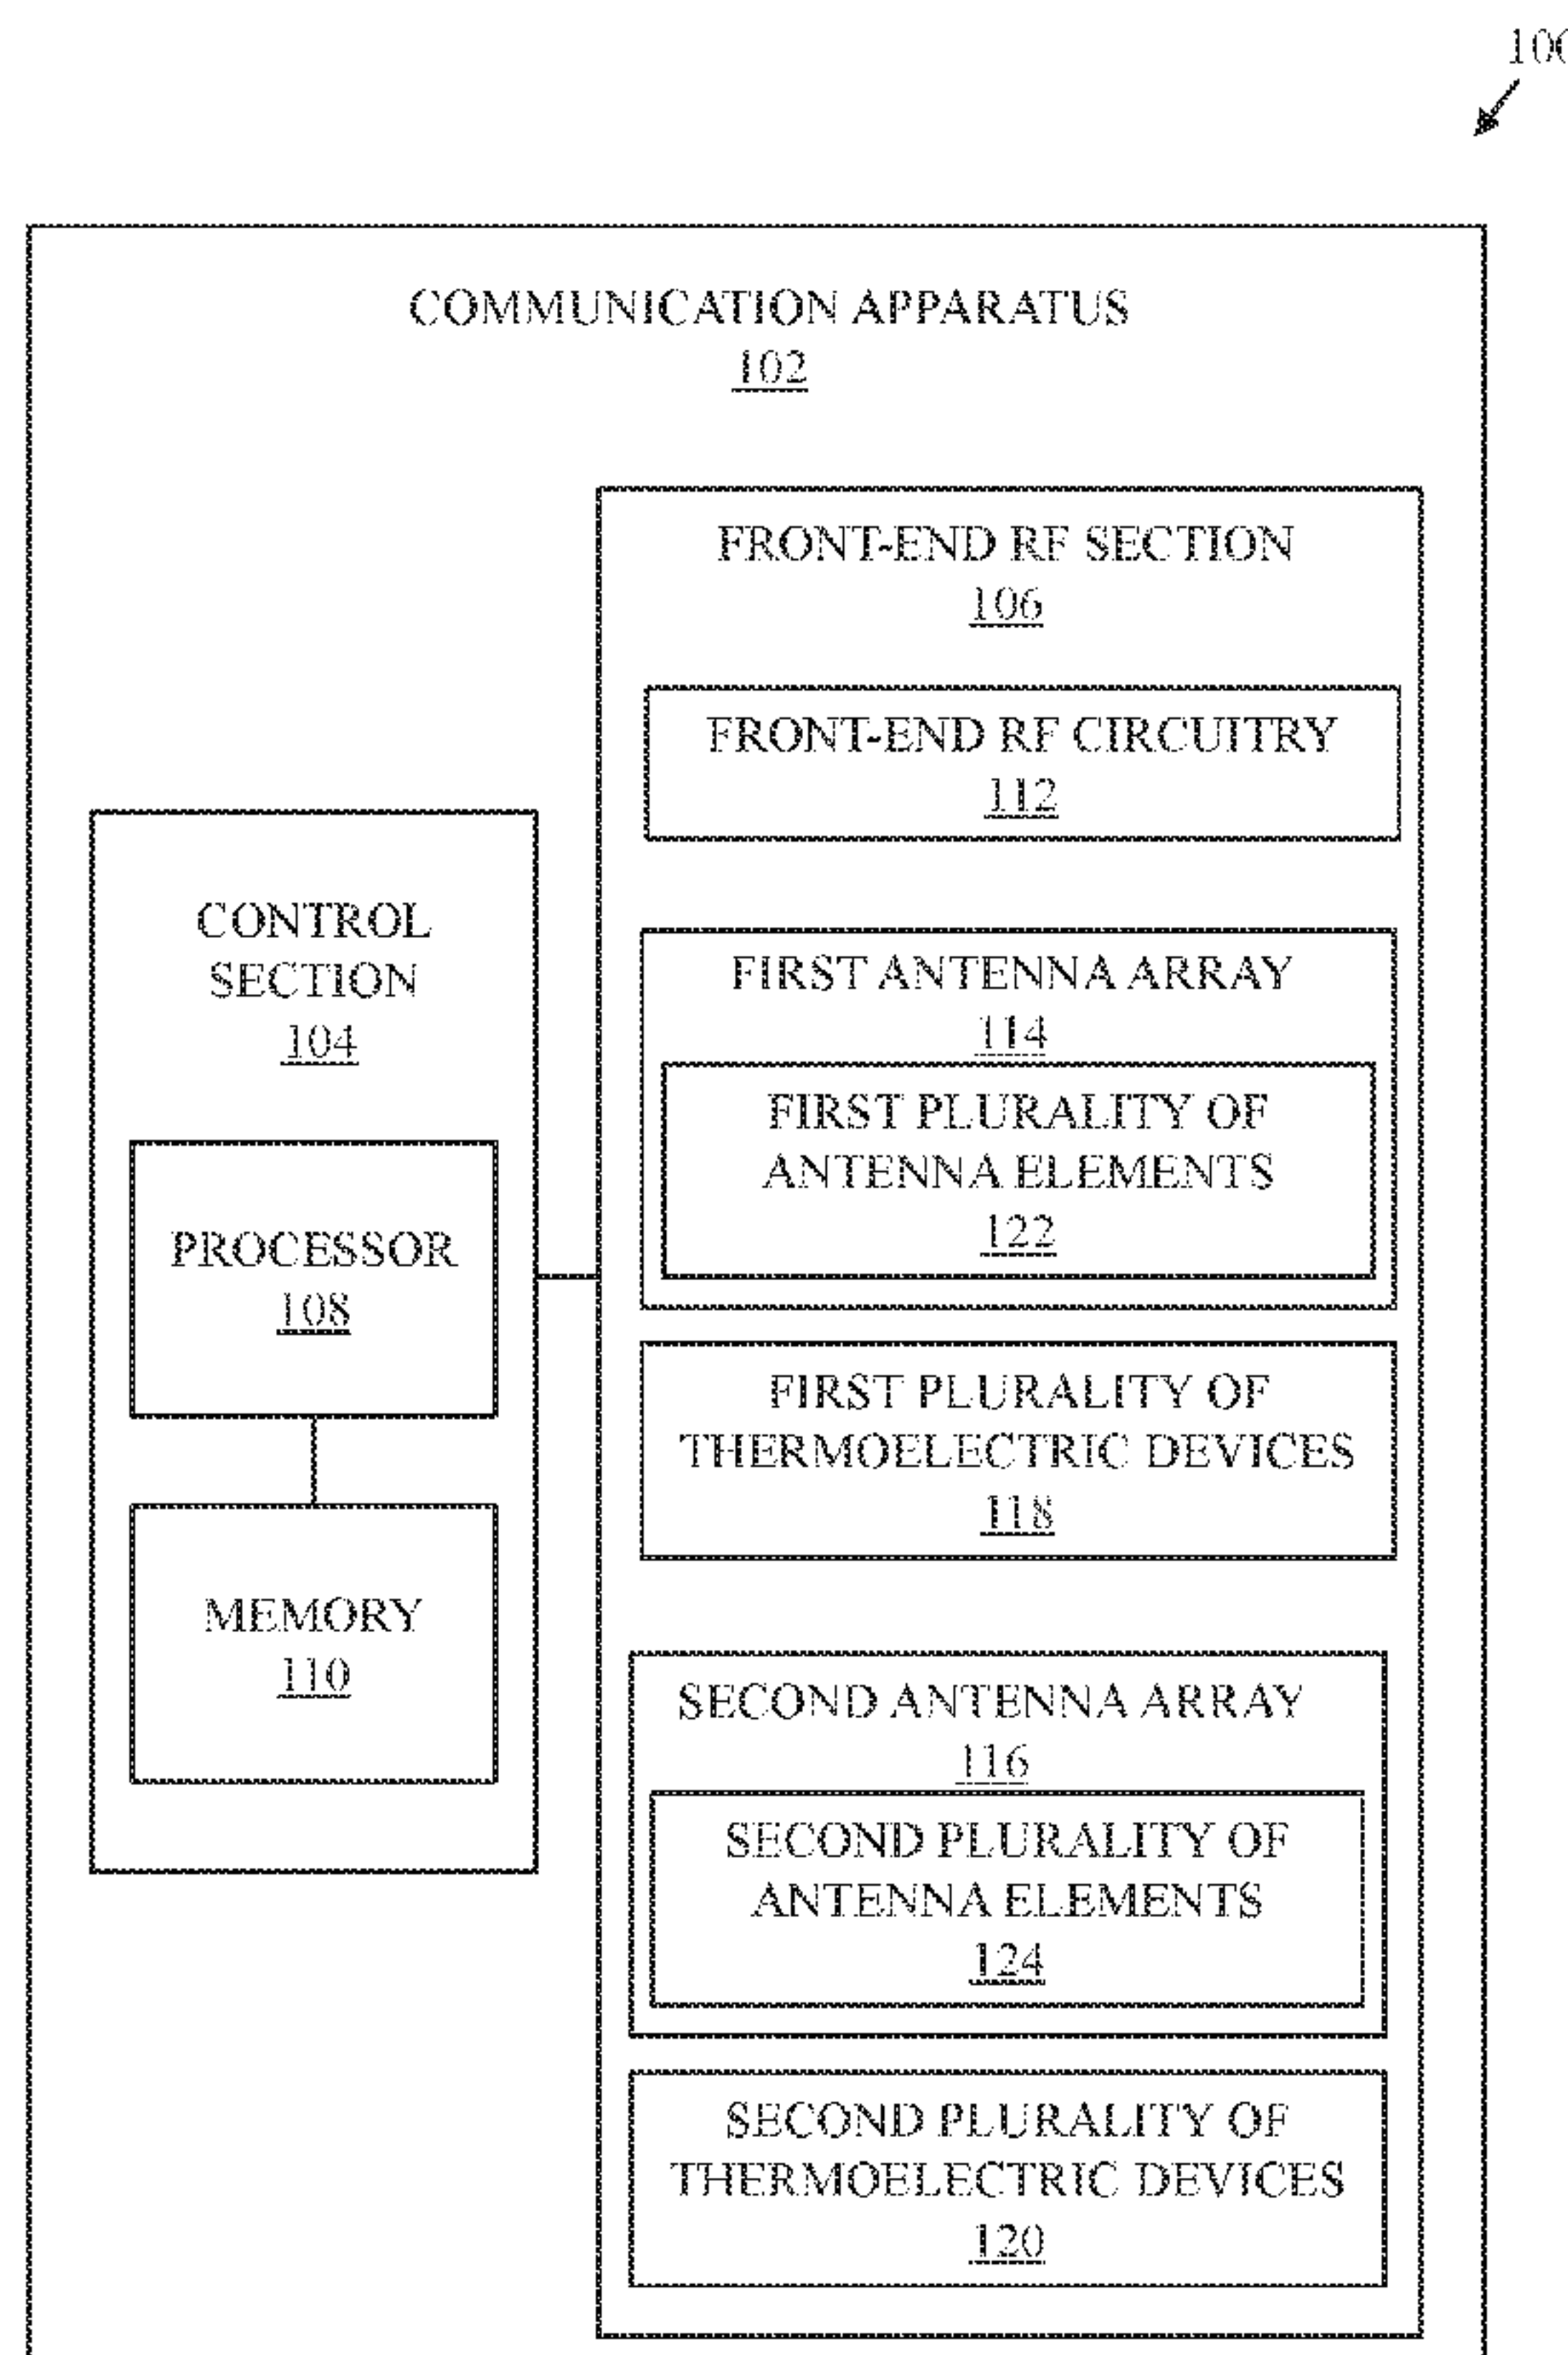 COMMUNICATION APPARATUS
102
FRONT-END RF SECTION
106
FRONT-END RF CIRCUITRY
112
CONTROL
SECTION
104
PROCESSOR
108
MEMORY
110
FIRST ANTENNA ARRAY
114
FIRST PLURALITY OF
ANTENNA ELEMENTS
122
FIRST PLURALITY OF
THERMOELECTRIC DEVICES
118
SECOND ANTENNA ARRAY
116
SECOND PLURALITY OF
ANTENNA ELEMENTS
124
SECOND PLURALITY OF
THERMOELECTRIC DEVICES
120